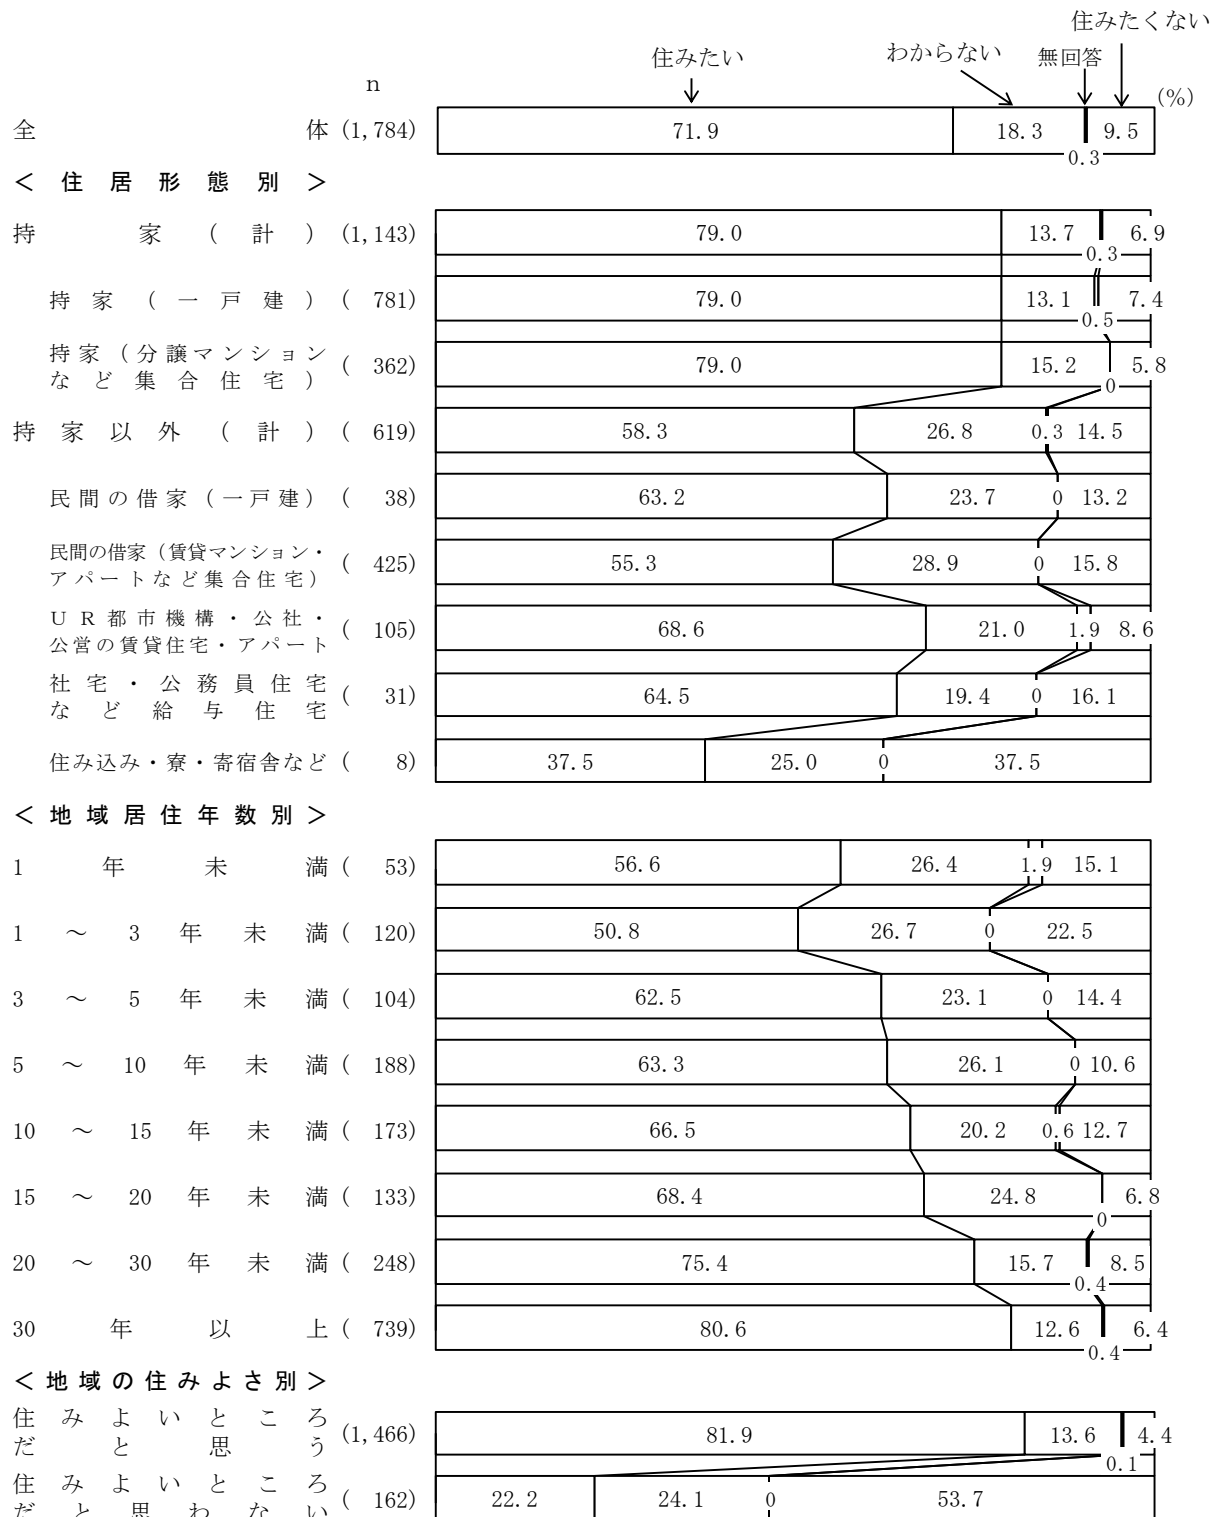 住みたくない
住みたい わからない 無回答
n (%)
全体 (1,784) 71.9 18.3 0.3 9.5
＜住居形態別＞
持家（計） (1,143) 79.0 13.7 0.3 6.9
持家（一戸建） ( 781) 79.0 13.1 0.5 7.4
持家（分譲マンション
など集合住宅） ( 362) 79.0 15.2 0 5.8
持家以外（計） ( 619) 58.3 26.8 0.3 14.5
民間の借家（一戸建） ( 38) 63.2 23.7 0 13.2
民間の借家（賃貸マンション・
アパートなど集合住宅） ( 425) 55.3 28.9 0 15.8
ＵＲ都市機構・公社・
公営の賃貸住宅・アパート ( 105) 68.6 21.0 1.9 8.6
社宅・公務員住宅
など給与住宅 ( 31) 64.5 19.4 0 16.1
住み込み・寮・寄宿舎など ( 8) 37.5 25.0 0 37.5
＜地域居住年数別＞
1年未満 ( 53) 56.6 26.4 1.9 15.1
1～3年未満 ( 120) 50.8 26.7 0 22.5
3～5年未満 ( 104) 62.5 23.1 0 14.4
5～10年未満 ( 188) 63.3 26.1 0 10.6
10～15年未満 ( 173) 66.5 20.2 0.6 12.7
15～20年未満 ( 133) 68.4 24.8 0 6.8
20～30年未満 ( 248) 75.4 15.7 0.4 8.5
30年以上 ( 739) 80.6 12.6 0.4 6.4
＜地域の住みよさ別＞
住みよいところ
だと思う (1,466) 81.9 13.6 0.1 4.4
住みよいところ
だと思わない ( 162) 22.2 24.1 0 53.7